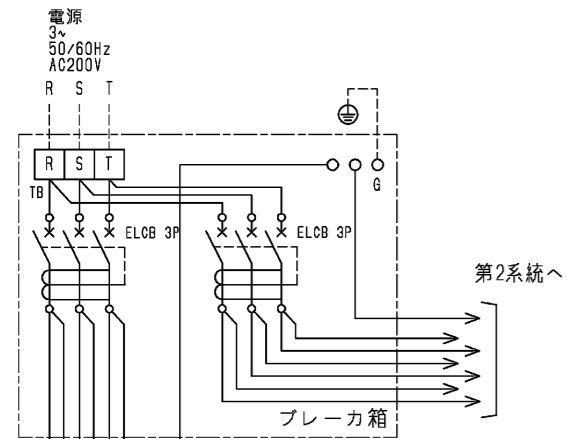 電源
3~
50/60Hz
AC200V
R S T
R S T
TB
G
ELCB 3P
ELCB 3P
第2系統へ
ブレーカ箱